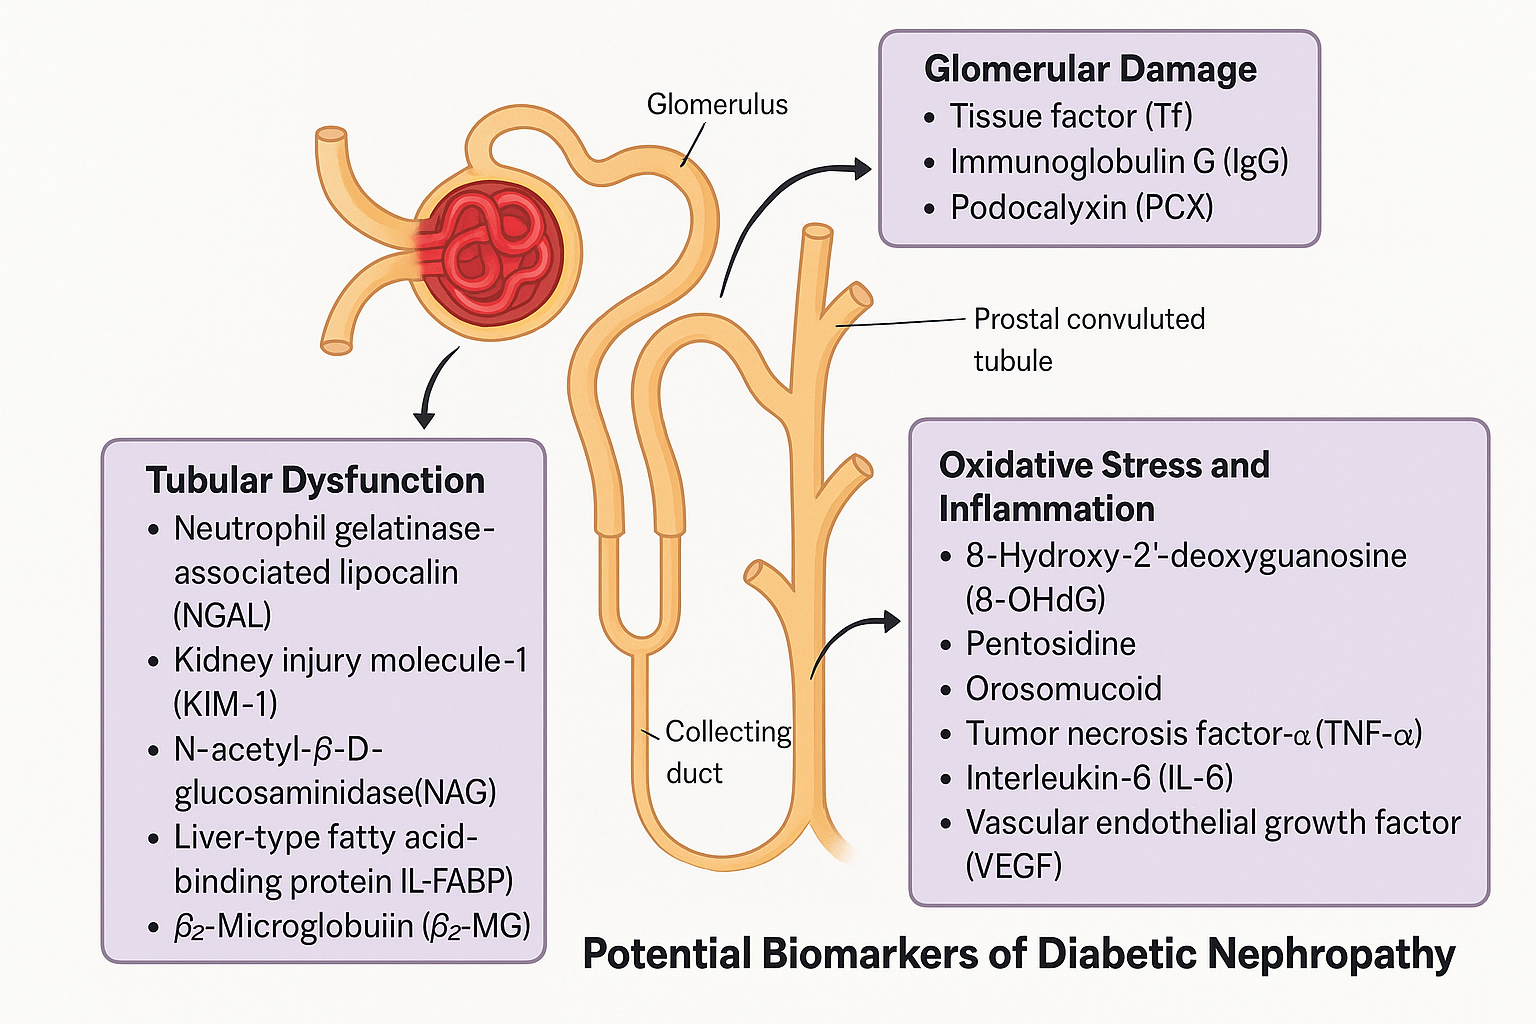 Glomerulus
Glomerular Damage
• Tissue factor (Tf)
• Immunoglobulin G (IgG)
• Podocalyxin (PCX)
Prostal convuluted
tubule
Tubular Dysfunction
• Neutrophil gelatinase-
associated lipocalin
(NGAL)
• Kidney injury molecule-1
(KIM-1)
• N-acetyl-β-D-
glucosaminidase(NAG)
• Liver-type fatty acid-
binding protein IL-FABP)
• β₂-Microglobuiin (β₂-MG)
Oxidative Stress and
Inflammation
• 8-Hydroxy-2'-deoxyguanosine
(8-OHdG)
• Pentosidine
• Orosomucoid
• Tumor necrosis factor-α (TNF-α)
• Interleukin-6 (IL-6)
• Vascular endothelial growth factor
(VEGF)
Collecting
duct
Potential Biomarkers of Diabetic Nephropathy